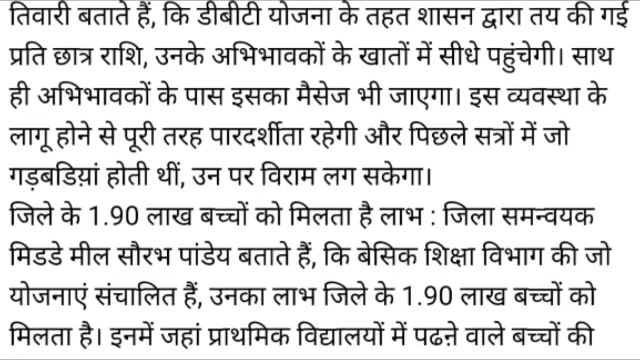 तिवारी बताते हैं, कि डीबीटी योजना के तहत शासन द्वारा तय की गई
प्रति छात्र राशि, उनके अभिभावकों के खातों में सीधे पहुंचेगी। साथ
ही अभिभावकों के पास इसका मैसेज भी जाएगा। इस व्यवस्था के
लागू होने से पूरी तरह पारदर्शीता रहेगी और पिछले सत्रों में जो
गड़बडिय़ां होती थीं, उन पर विराम लग सकेगा।
जिले के 1.90 लाख बच्चों को मिलता है लाभ : जिला समन्वयक
मिडडे मील सौरभ पांडेय बताते हैं, कि बेसिक शिक्षा विभाग की जो
योजनाएं संचालित हैं, उनका लाभ जिले के 1.90 लाख बच्चों को
मिलता है। इनमें जहां प्राथमिक विद्यालयों में पढऩे वाले बच्चों की